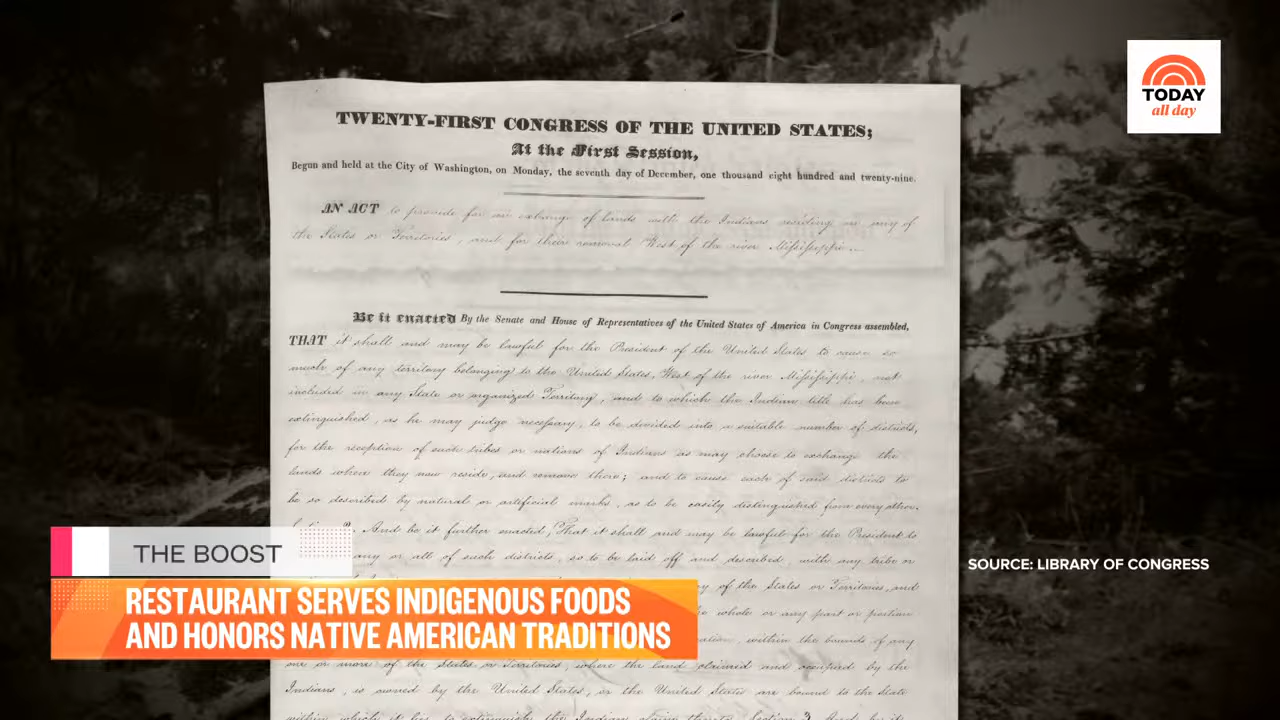 TODAY
all day
TWENTY-FIRST CONGRESS OF THE UNITED STATES;
At the First Session,
Begun and held at the City of Washington, on Monday, the seventh day of December, one thousand eight hundred and twenty-nine.
AN ACT to provide for an exchange of lands with the Indians residing in any of
the States or Territories, and for their removal West of the river Mississippi
Be it enacted By the Senate and House of Representatives of the United States of America in Congress assembled,
THAT it shall and may be lawful for the President of the United States to cause so
much of any territory belonging to the United States, West of the river Mississippi, not
included in any State or organized Territory, and to which the Indian title has been
extinguished, as he may judge necessary, to be divided into a suitable number of districts,
for the reception of such tribes or nations of Indians as may choose to exchange the
lands where they now reside, and remove there; and to cause each of said districts to
be so described by natural or artificial marks, as to be easily distinguished from every other.
And be it further enacted, That it shall and may be lawful for the President to
any or all of such districts, so to be laid off and described, with any tribe or
of the States or Territories, and
whole or any part or portion
within the bounds of any
one or more of the States or Territories, where the land claimed and occupied by the
Indians, is owned by the United States, or the United States are bound to the State
within which it lies to extinguish the Indian claim thereto. Section 3. And be it
THE BOOST
RESTAURANT SERVES INDIGENOUS FOODS
AND HONORS NATIVE AMERICAN TRADITIONS
SOURCE: LIBRARY OF CONGRESS